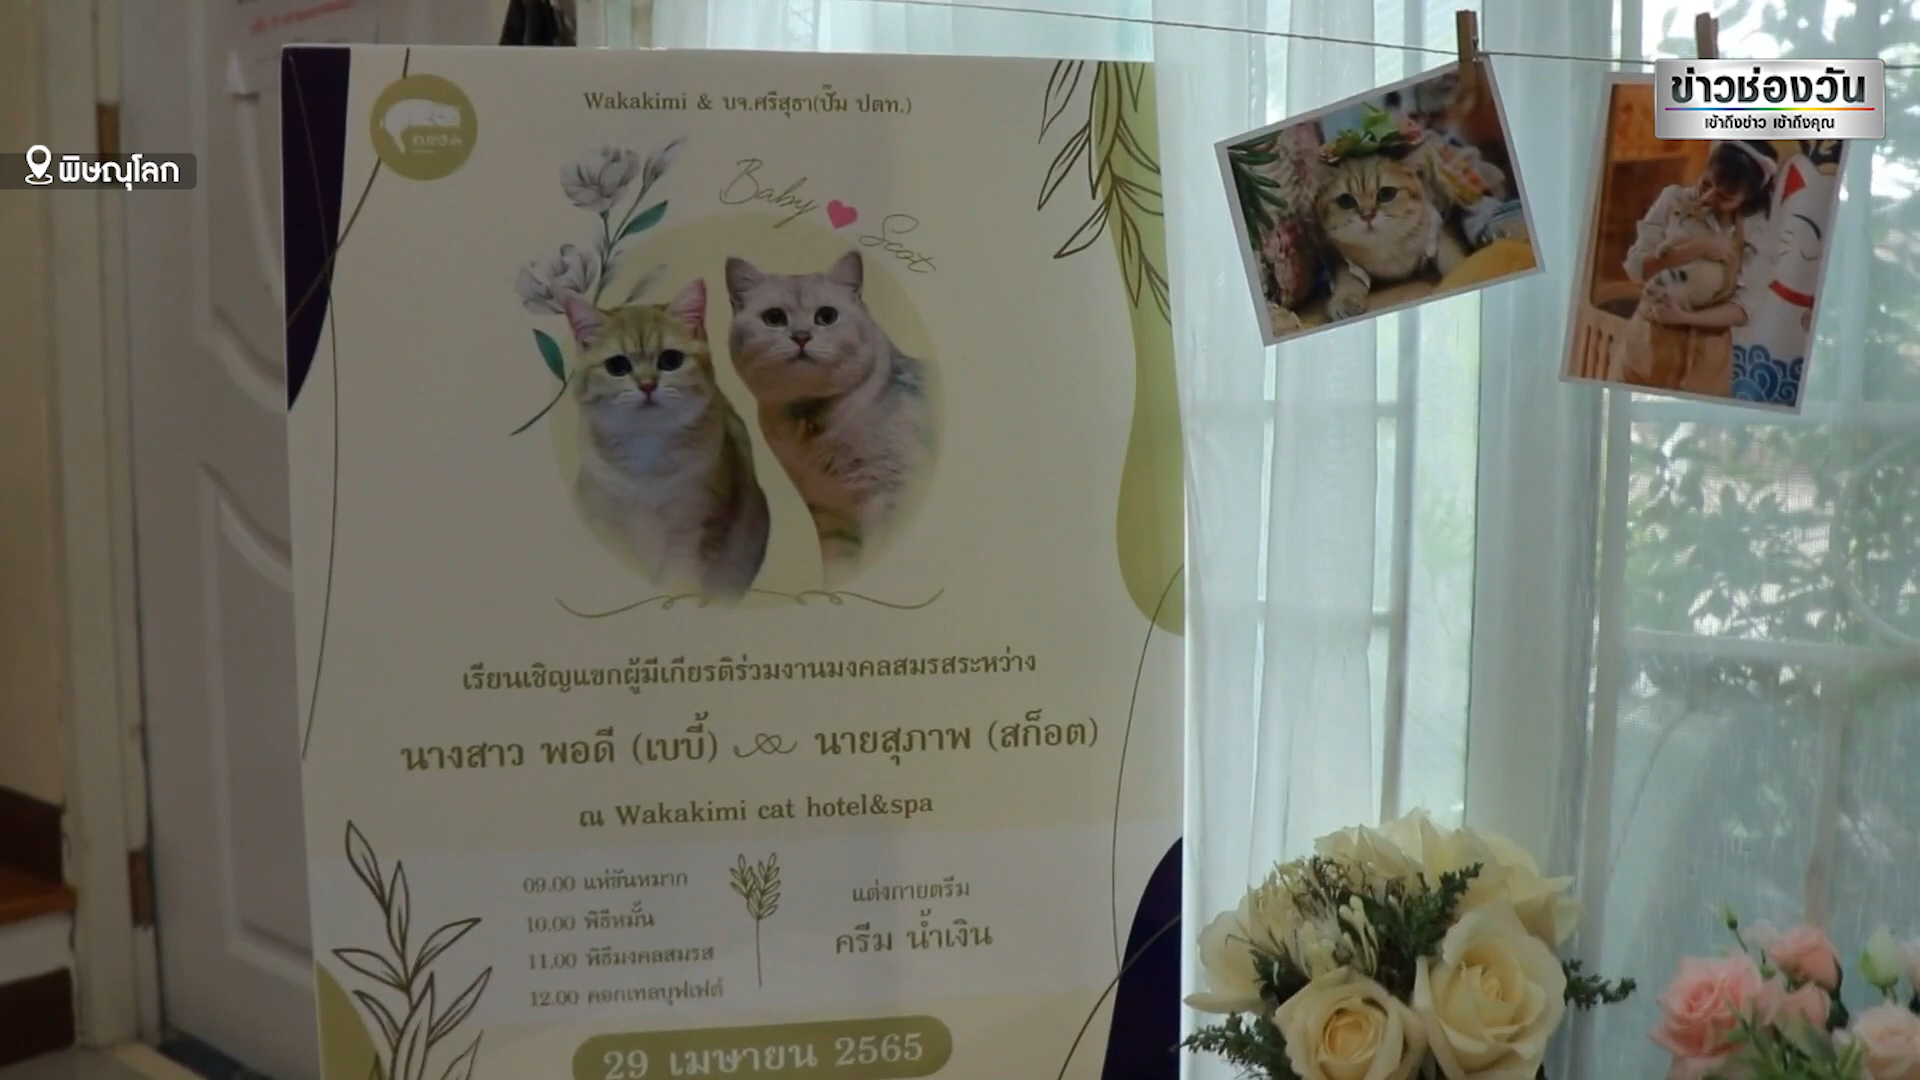 ข่าวช่องวัน
เข้าถึงข่าว เข้าถึงคุณ
พิษณุโลก
Wakakimi & บจ.ศรีสุธา(ปั๊ม ปตท.)
Baby
Scot
เรียนเชิญแขกผู้มีเกียรติร่วมงานมงคลสมรสระหว่าง
นางสาว พอดี (เบบี้)
นายสุภาพ (สก็อต)
ณ Wakakimi cat hotel&spa
09.00 แห่ขันหมาก
10.00 พิธีหมั้น
11.00 พิธีมงคลสมรส
12.00 คอกเทลบุฟเฟ่ต์
แต่งกายตรีม
ครีม น้ำเงิน
29 เมษายน 2565